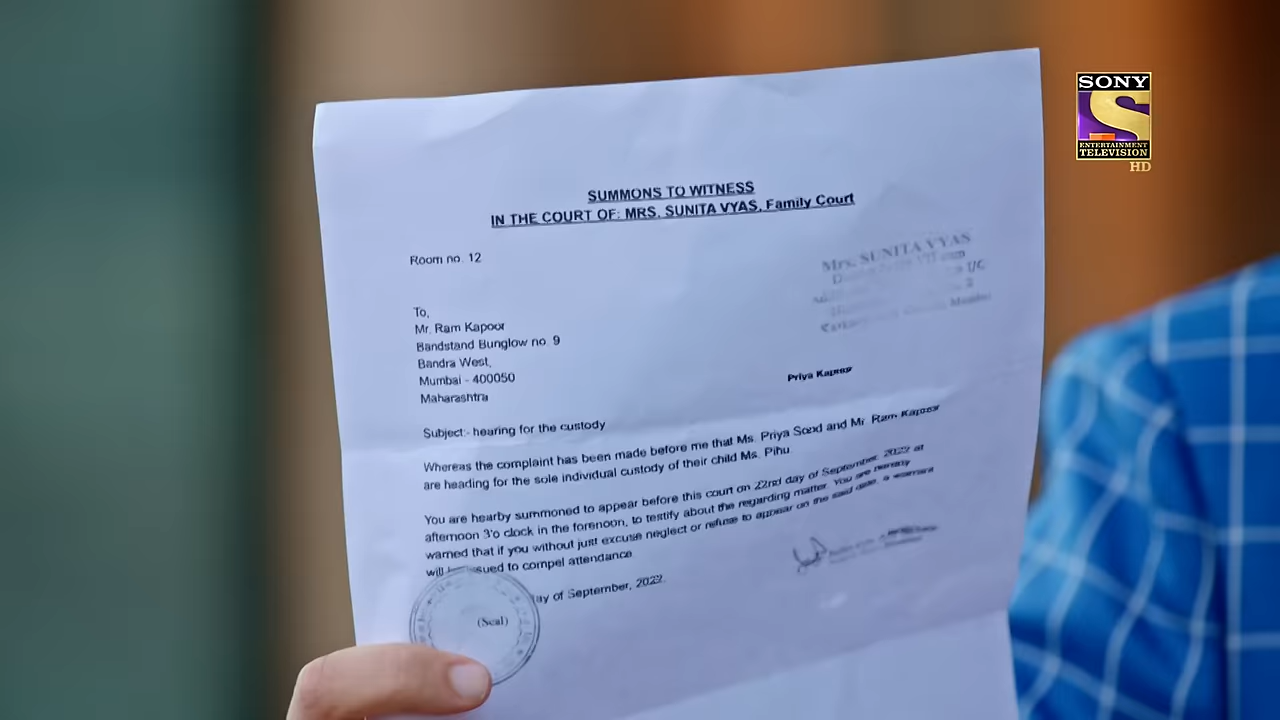 SONY
ENTERTAINMENT
TELEVISION
HD
SUMMONS TO WITNESS
IN THE COURT OF: MRS. SUNITA VYAS, Family Court
Room no. 12
Mrs. SUNITA VYAS
To,
Mr. Ram Kapoor
Bandstand Bunglow no. 9
Bandra West,
Mumbai - 400050
Maharashtra
Priya Kapoor
Subject:- hearing for the custody
Whereas the complaint has been made before me that Ms. Priya Sood and Mr. Ram Kapoor
are heading for the sole individual custody of their child Ms. Pihu.
You are hearby summoned to appear before this court on 22nd day of September, 2022 at
afternoon 3'o clock in the forenoon, to testify about the regarding matter. You are hereby
warned that if you without just excuse neglect or refuse to appear on the said date, a warrant
will sued to compel attendance
ay of September, 2022.
(Seal)